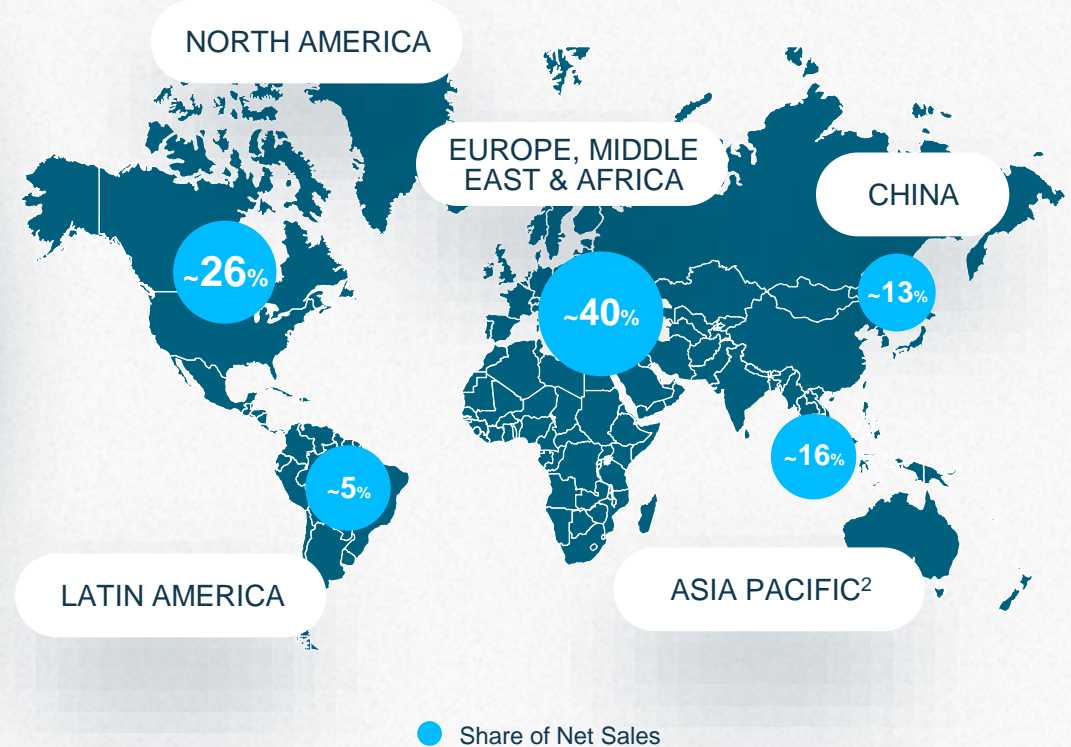 NORTH AMERICA
EUROPE, MIDDLE
EAST & AFRICA
CHINA
~26%
~40%
~13%
~16%
~5%
LATIN AMERICA
ASIA PACIFIC²
Share of Net Sales